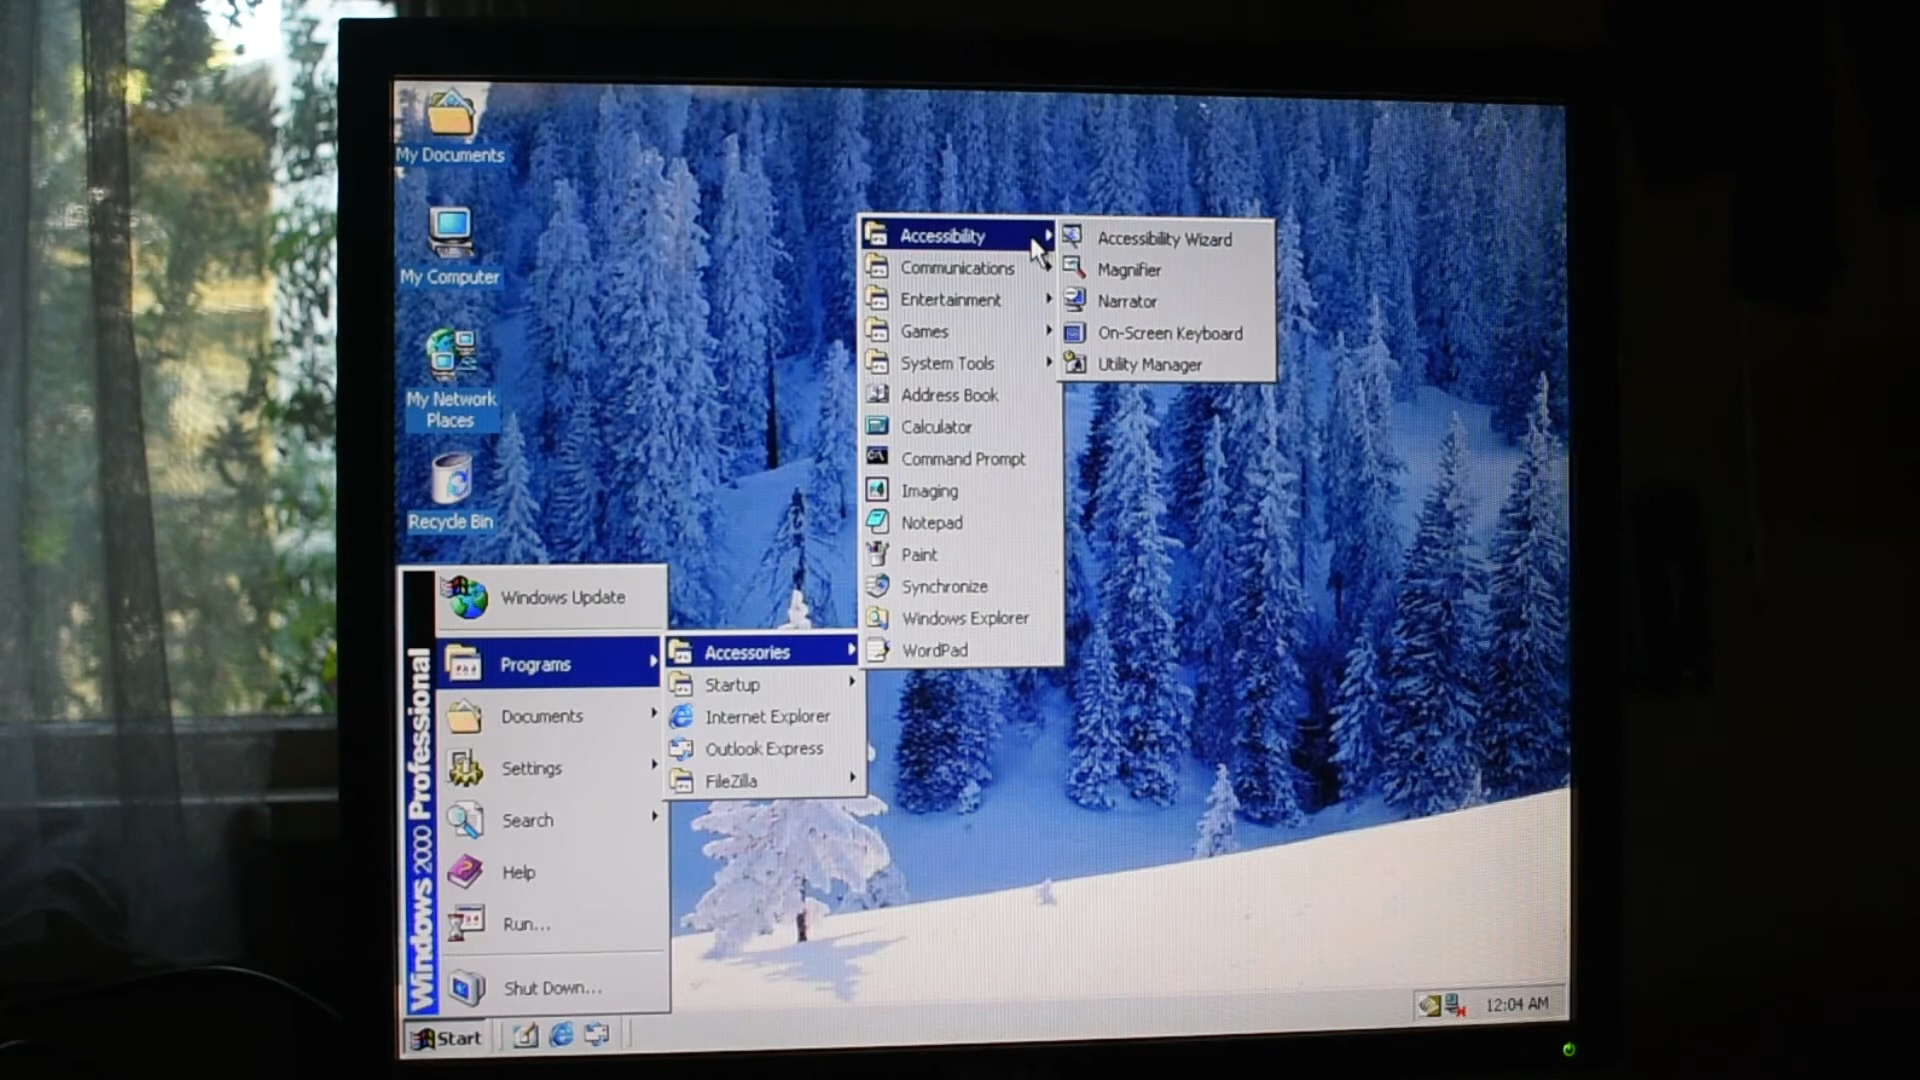 My Documents
My Computer
My Network
Places
Recycle Bin
Windows Update
Programs
Documents
Settings
Search
Help
Run...
Shut Down...
Windows 2000 Professional
Accessories
Startup
Internet Explorer
Outlook Express
FileZilla
Accessibility
Communications
Entertainment
Games
System Tools
Address Book
Calculator
Command Prompt
Imaging
Notepad
Paint
Synchronize
Windows Explorer
WordPad
Accessibility Wizard
Magnifier
Narrator
On-Screen Keyboard
Utility Manager
Start
12:04 AM